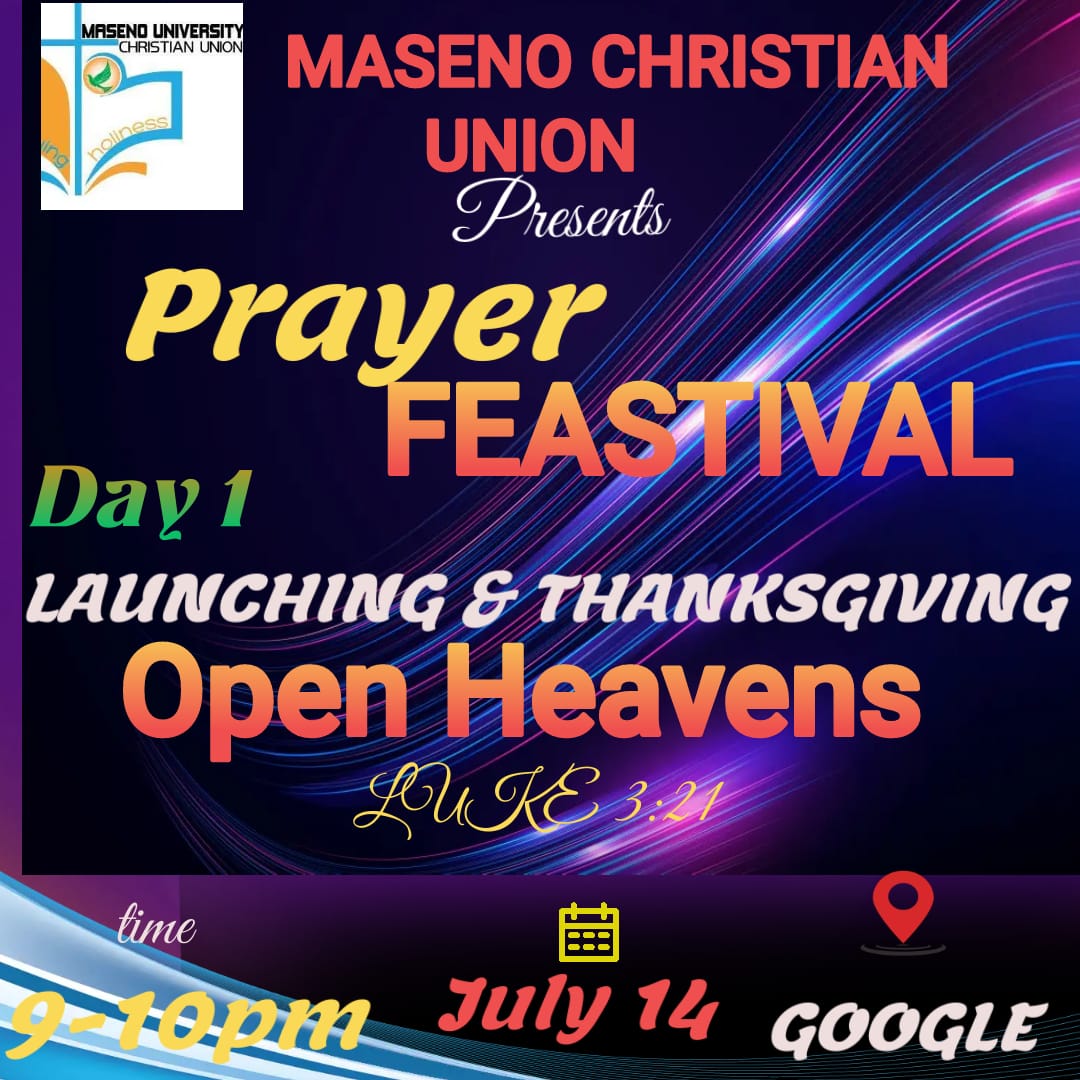 MASENO UNIVERSITY
CHRISTIAN UNION
holiness
MASENO CHRISTIAN
UNION
Presents
Prayer
FEASTIVAL
Day 1
LAUNCHING & THANKSGIVING
Open Heavens
LUKE 3:21
time
9-10pm
July 14
GOOGLE